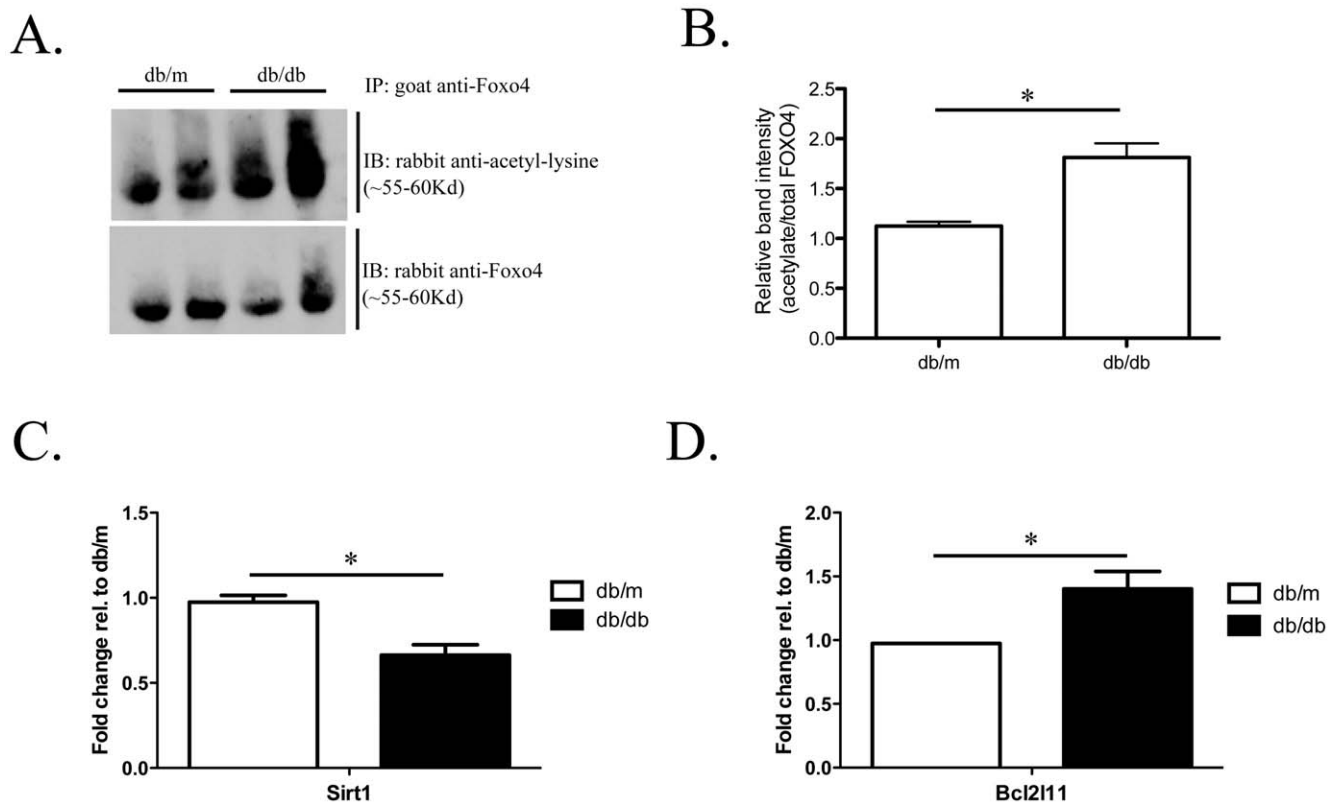 A.
db/m
db/db
IP: goat anti-Foxo4
IB: rabbit anti-acetyl-lysine
(~55-60Kd)
IB: rabbit anti-Foxo4
(~55-60Kd)
B.
Relative band intensity
(acetylate/total FOXO4)
2.5
2.0
1.5
1.0
0.5
0.0
*
db/m
db/db
C.
Fold change rel. to db/m
1.5
1.0
0.5
0.0
*
Sirt1
db/m
db/db
D.
Fold change rel. to db/m
2.0
1.5
1.0
0.5
0.0
*
Bcl2l11
db/m
db/db